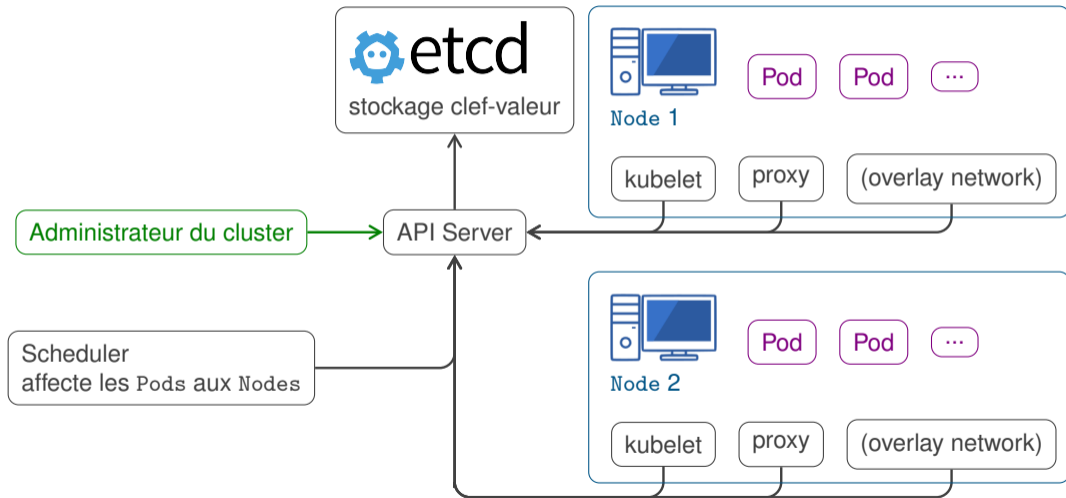 etcd
stockage clef-valeur
Pod Pod ...
Node 1
kubelet proxy (overlay network)
Administrateur du cluster
API Server
Scheduler
affecte les Pods aux Nodes
Pod Pod ...
Node 2
kubelet proxy (overlay network)